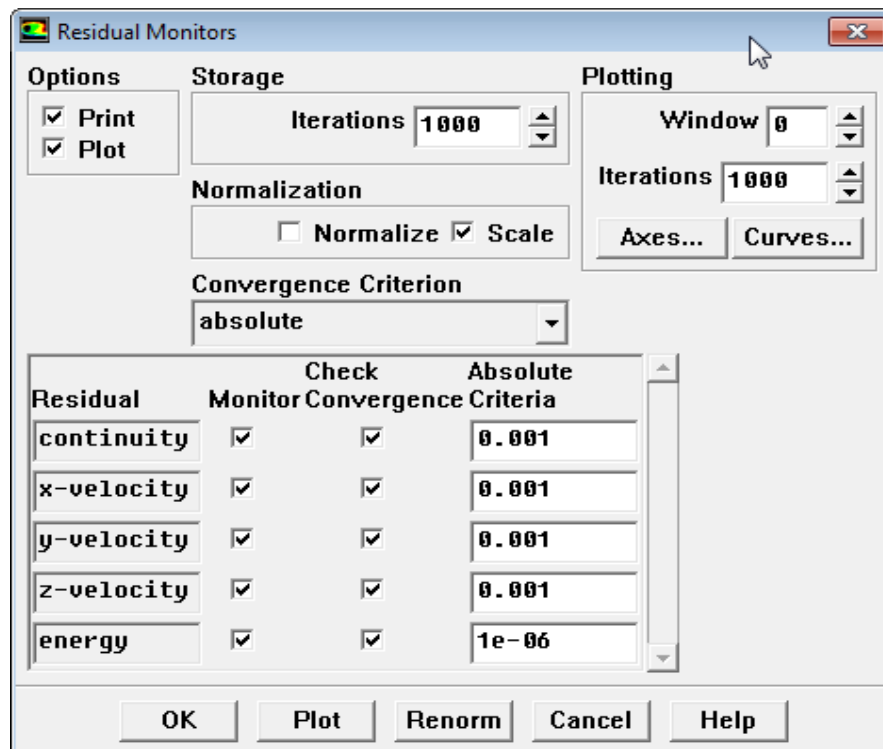 Residual Monitors
Options
Print
Plot
Storage
Iterations 1000
Normalization
Normalize Scale
Convergence Criterion
absolute
Plotting
Window 0
Iterations 1000
Axes... Curves...
Residual Monitor Check Convergence Absolute Criteria
continuity 0.001
x-velocity 0.001
y-velocity 0.001
z-velocity 0.001
energy 1e-06
OK Plot Renorm Cancel Help